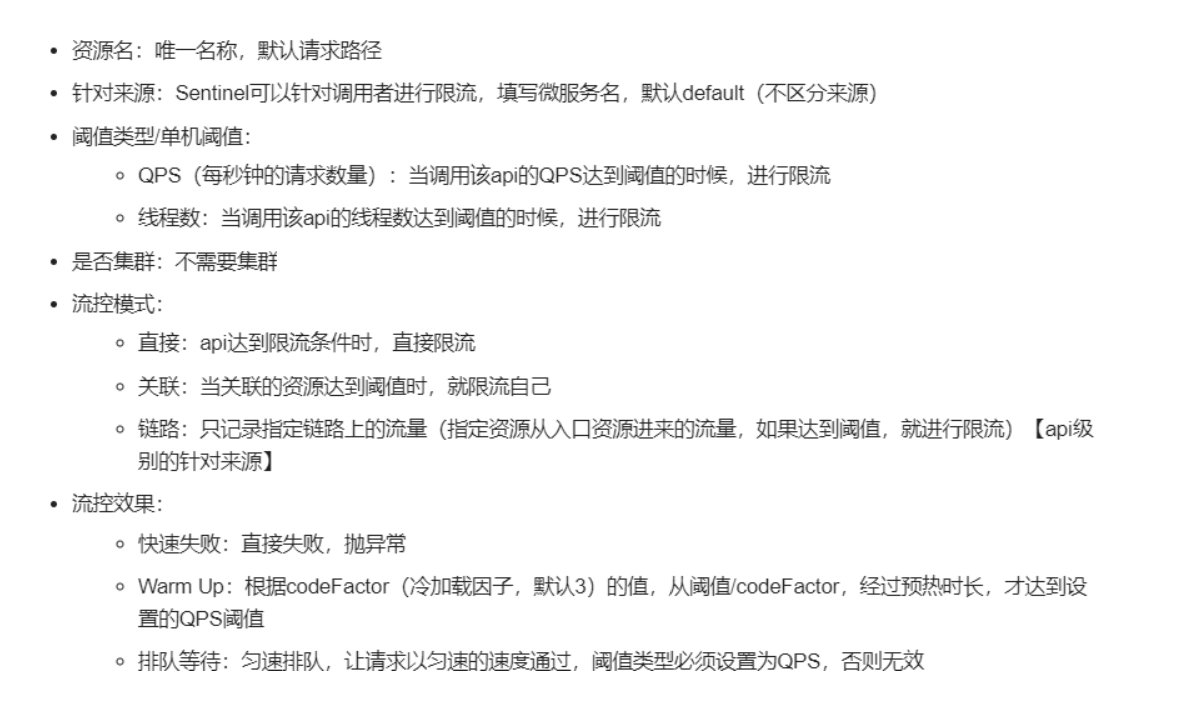 资源名：唯一名称，默认请求路径
针对来源：Sentinel可以针对调用者进行限流，填写微服务名，默认default（不区分来源）
阈值类型/单机阈值：
QPS（每秒钟的请求数量）：当调用该api的QPS达到阈值的时候，进行限流
线程数：当调用该api的线程数达到阈值的时候，进行限流
是否集群：不需要集群
流控模式：
直接：api达到限流条件时，直接限流
关联：当关联的资源达到阈值时，就限流自己
链路：只记录指定链路上的流量（指定资源从入口资源进来的流量，如果达到阈值，就进行限流）【api级
别的针对来源】
流控效果：
快速失败：直接失败，抛异常
Warm Up：根据codeFactor（冷加载因子，默认3）的值，从阈值/codeFactor，经过预热时长，才达到设
置的QPS阈值
排队等待：匀速排队，让请求以匀速的速度通过，阈值类型必须设置为QPS，否则无效